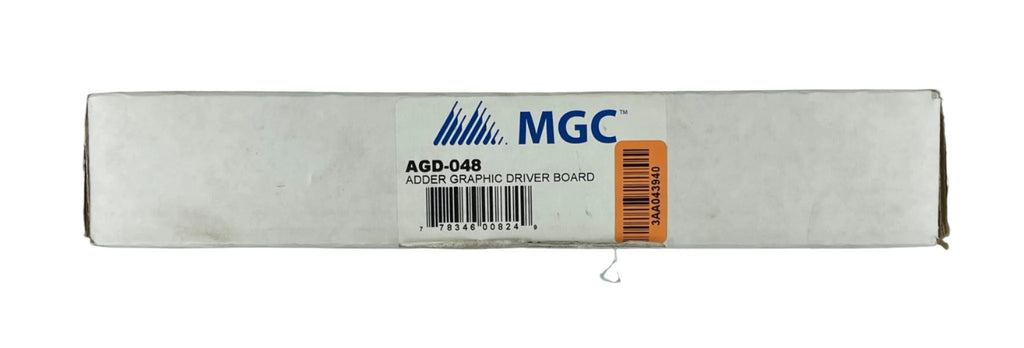 MGC™
AGD-048
ADDER GRAPHIC DRIVER BOARD
7 78346 00824 9
3AA043940